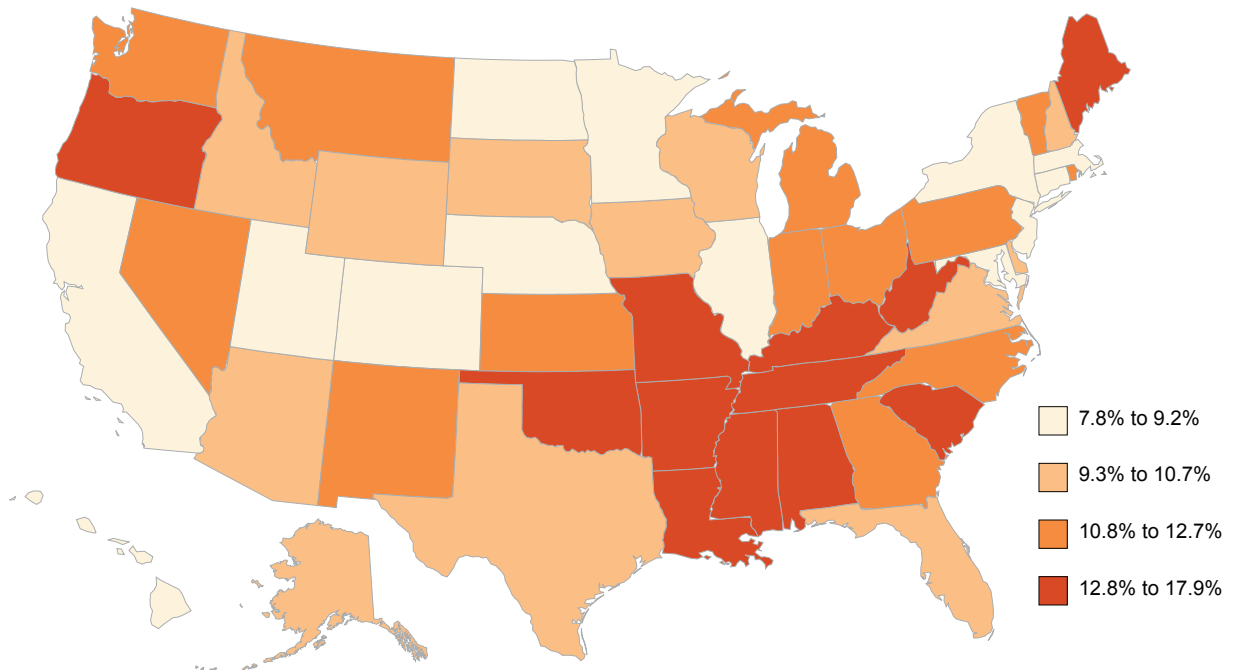 7.8% to 9.2%
9.3% to 10.7%
10.8% to 12.7%
12.8% to 17.9%